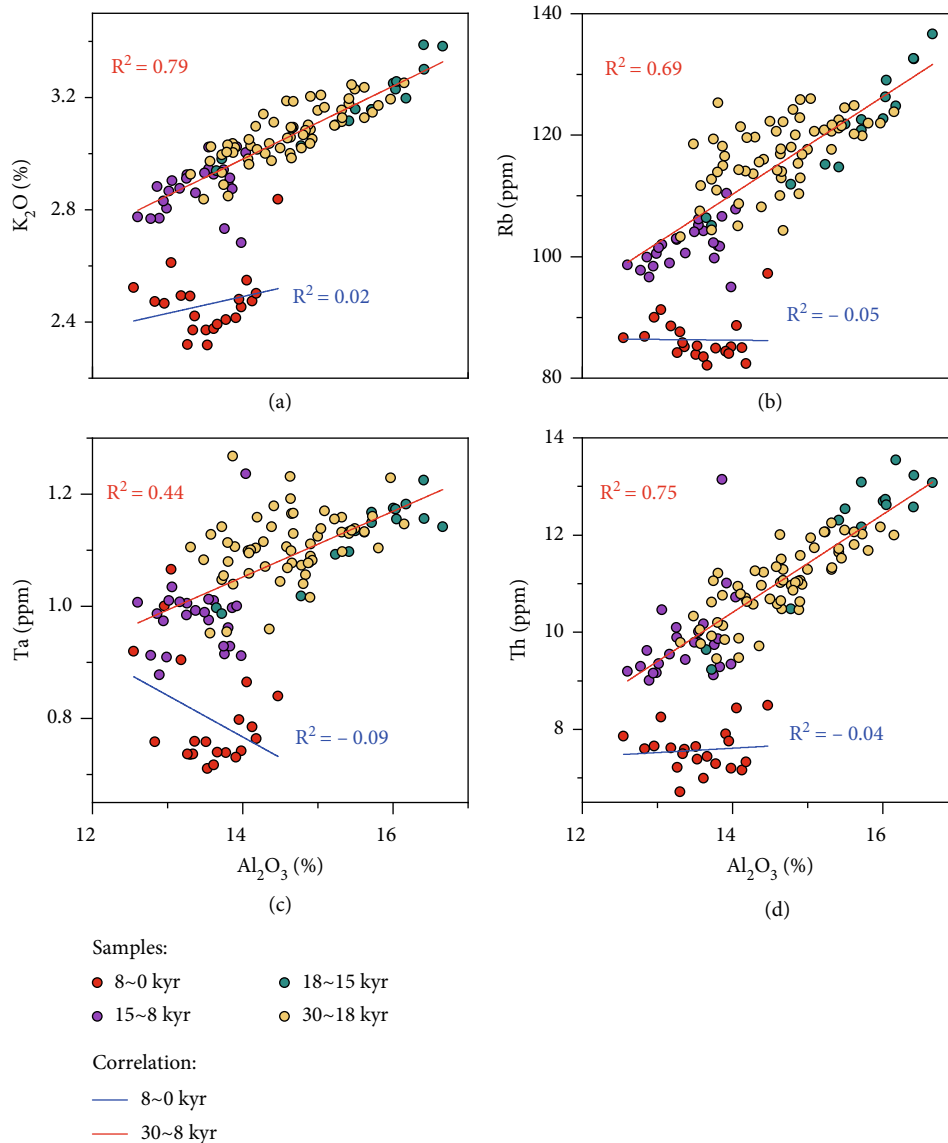 R² = 0.79
R² = 0.02
3.2
2.8
2.4
K₂O (%)
(a)
R² = 0.69
R² = – 0.05
140
120
100
80
Rb (ppm)
(b)
R² = 0.44
R² = – 0.09
1.2
1.0
0.8
Ta (ppm)
12 14 16
Al₂O₃ (%)
(c)
R² = 0.75
R² = – 0.04
14
12
10
8
Th (ppm)
12 14 16
Al₂O₃ (%)
(d)
Samples:
8~0 kyr
18~15 kyr
15~8 kyr
30~18 kyr
Correlation:
8~0 kyr
30~8 kyr